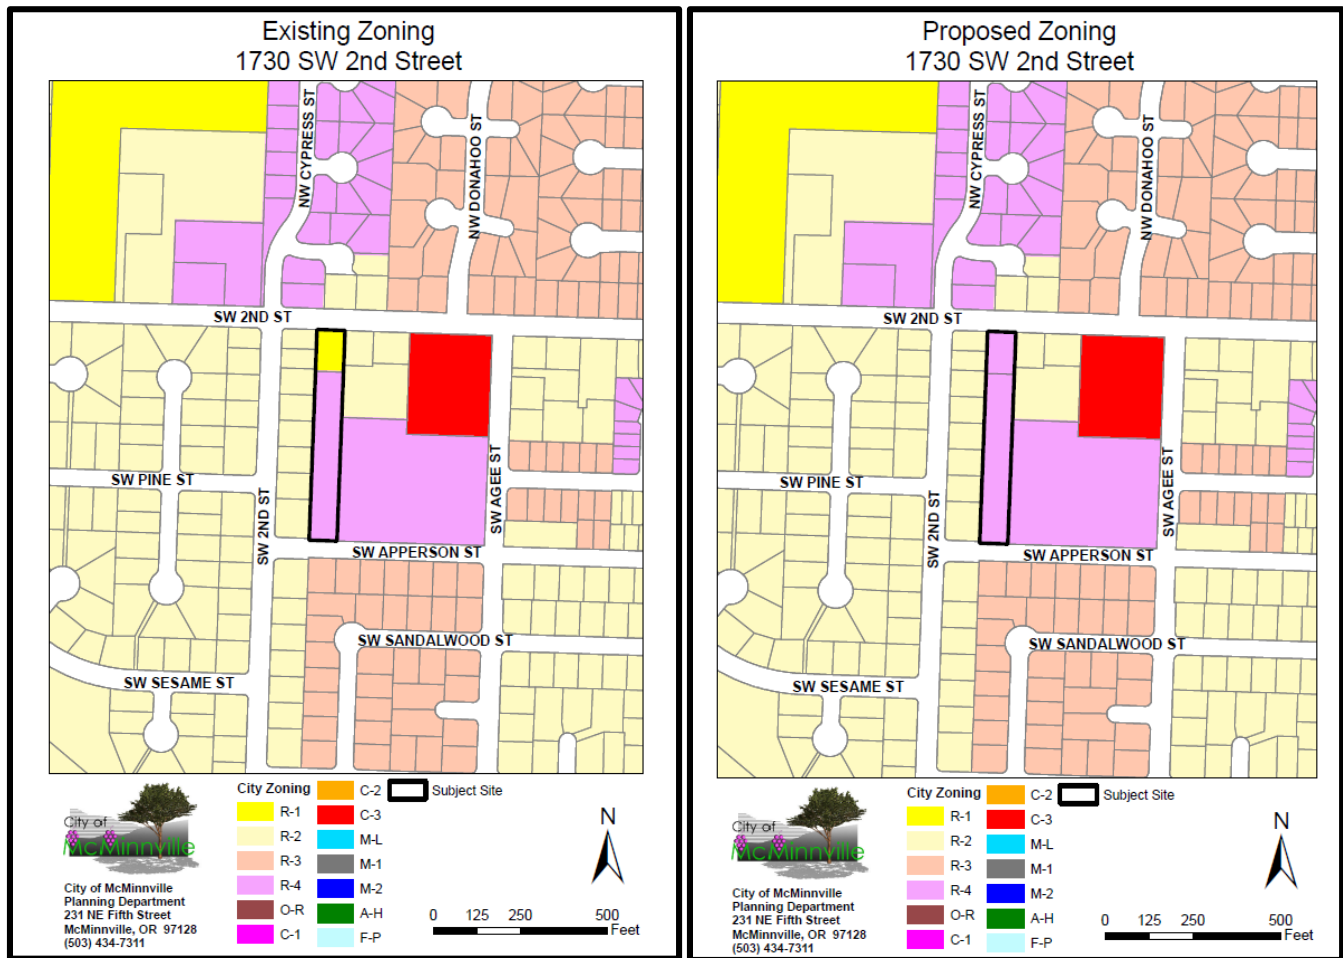 Existing Zoning
1730 SW 2nd Street
NW CYPRESS ST
NW DONAHOO ST
SW 2ND ST
SW PINE ST
SW 2ND ST
SW AGEE ST
SW APPERSON ST
SW SANDALWOOD ST
SW SESAME ST
City of
McMinnville
City of McMinnville
Planning Department
231 NE Fifth Street
McMinnville, OR 97128
(503) 434-7311
City Zoning
R-1
R-2
R-3
R-4
O-R
C-1
C-2
C-3
M-L
M-1
M-2
A-H
F-P
Subject Site
N
0 125 250 500
Feet
Proposed Zoning
1730 SW 2nd Street
NW CYPRESS ST
NW DONAHOO ST
SW 2ND ST
SW PINE ST
SW 2ND ST
SW AGEE ST
SW APPERSON ST
SW SANDALWOOD ST
SW SESAME ST
City of
McMinnville
City of McMinnville
Planning Department
231 NE Fifth Street
McMinnville, OR 97128
(503) 434-7311
City Zoning
R-1
R-2
R-3
R-4
O-R
C-1
C-2
C-3
M-L
M-1
M-2
A-H
F-P
Subject Site
N
0 125 250 500
Feet